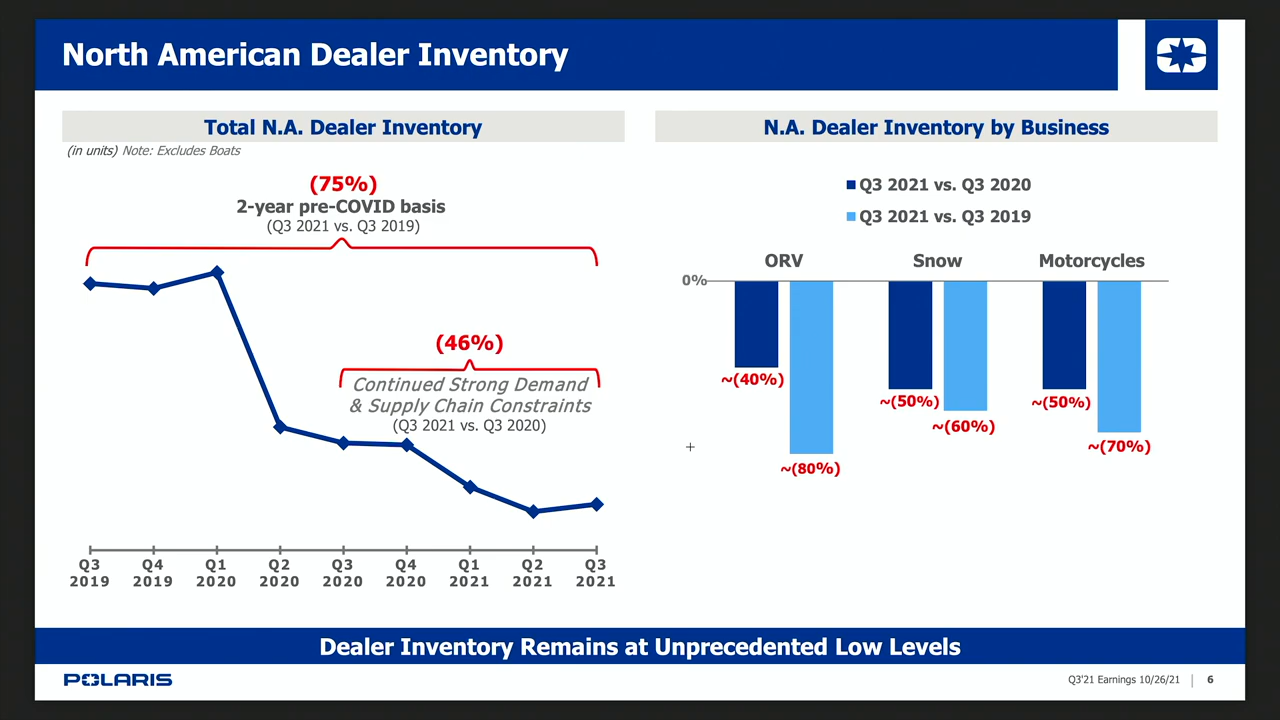 North American Dealer Inventory
Total N.A. Dealer Inventory
(in units) Note: Excludes Boats
(75%)
2-year pre-COVID basis
(Q3 2021 vs. Q3 2019)
(46%)
Continued Strong Demand
& Supply Chain Constraints
(Q3 2021 vs. Q3 2020)
Q3 Q4 Q1 Q2 Q3 Q4 Q1 Q2 Q3
2019 2019 2020 2020 2020 2020 2021 2021 2021
N.A. Dealer Inventory by Business
Q3 2021 vs. Q3 2020
Q3 2021 vs. Q3 2019
ORV Snow Motorcycles
0%
~(40%)
~(80%)
~(50%)
~(60%)
~(50%)
~(70%)
+
Dealer Inventory Remains at Unprecedented Low Levels
POLARIS
Q3'21 Earnings 10/26/21 | 6